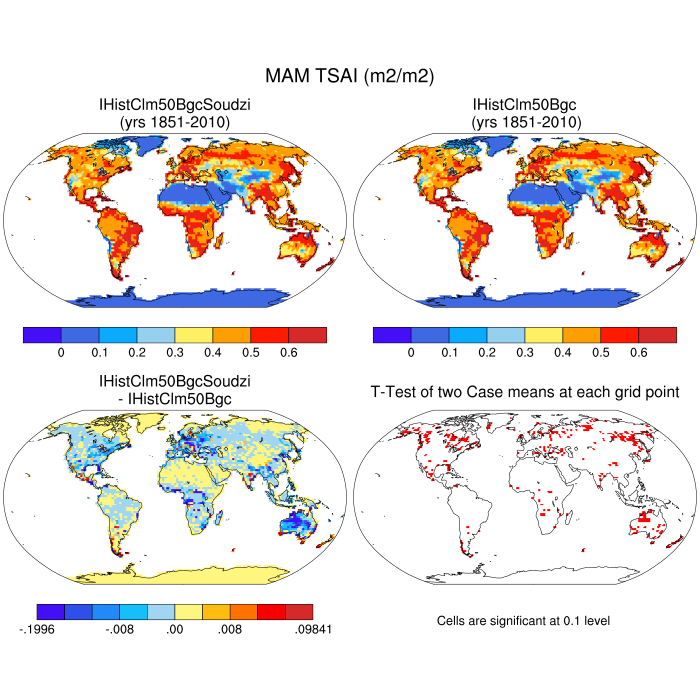 MAM TSAI (m2/m2)
IHistClm50BgcSoudzi
(yrs 1851-2010)
IHistClm50Bgc
(yrs 1851-2010)
0 0.1 0.2 0.3 0.4 0.5 0.6
0 0.1 0.2 0.3 0.4 0.5 0.6
IHistClm50BgcSoudzi
- IHistClm50Bgc
T-Test of two Case means at each grid point
-.1996 -.008 .00 .008 .09841
Cells are significant at 0.1 level